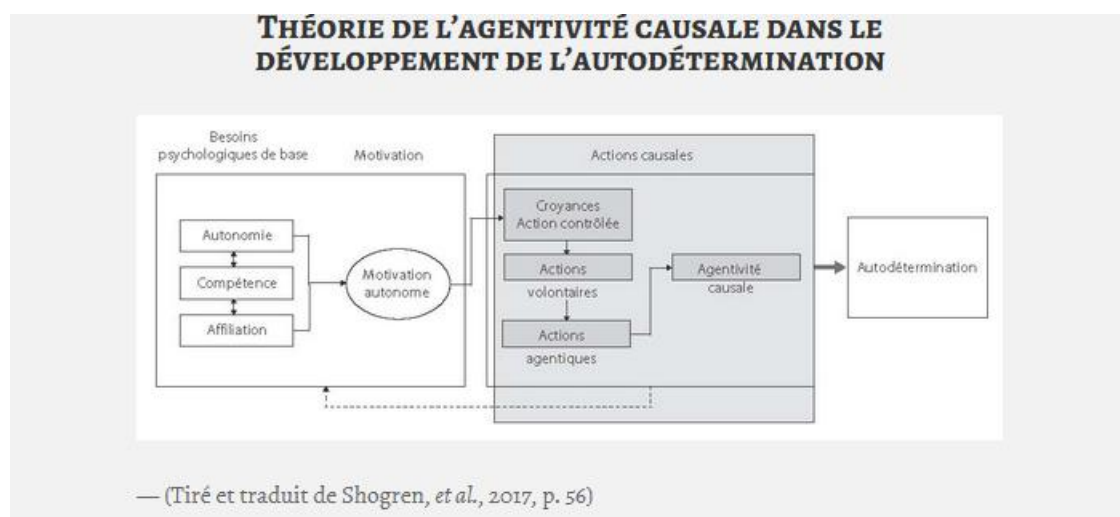 THÉORIE DE L'AGENTIVITÉ CAUSALE DANS LE
DÉVELOPPEMENT DE L'AUTODÉTERMINATION
Besoins
psychologiques de base
Motivation
Actions causales
Autonomie
Compétence
Affiliation
Motivation
autonome
Croyances
Action contrôlée
Actions
volontaires
Actions
agentiques
Agentivité
causale
Autodétermination
— (Tiré et traduit de Shogren, et al., 2017, p. 56)